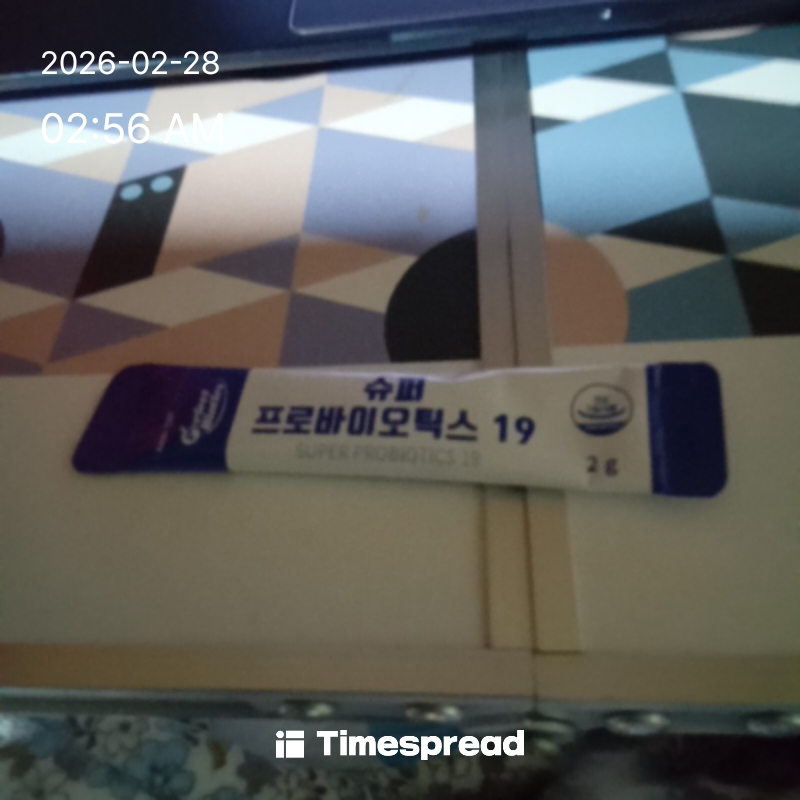 2026-02-28
02:56 AM
슈퍼
프로바이오틱스 19
SUPER PROBIOTICS 19
2 g
Timespread